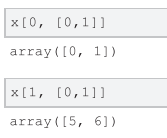 x[0, [0,1]]
array([0, 1])
x[1, [0,1]]
array([5, 6])